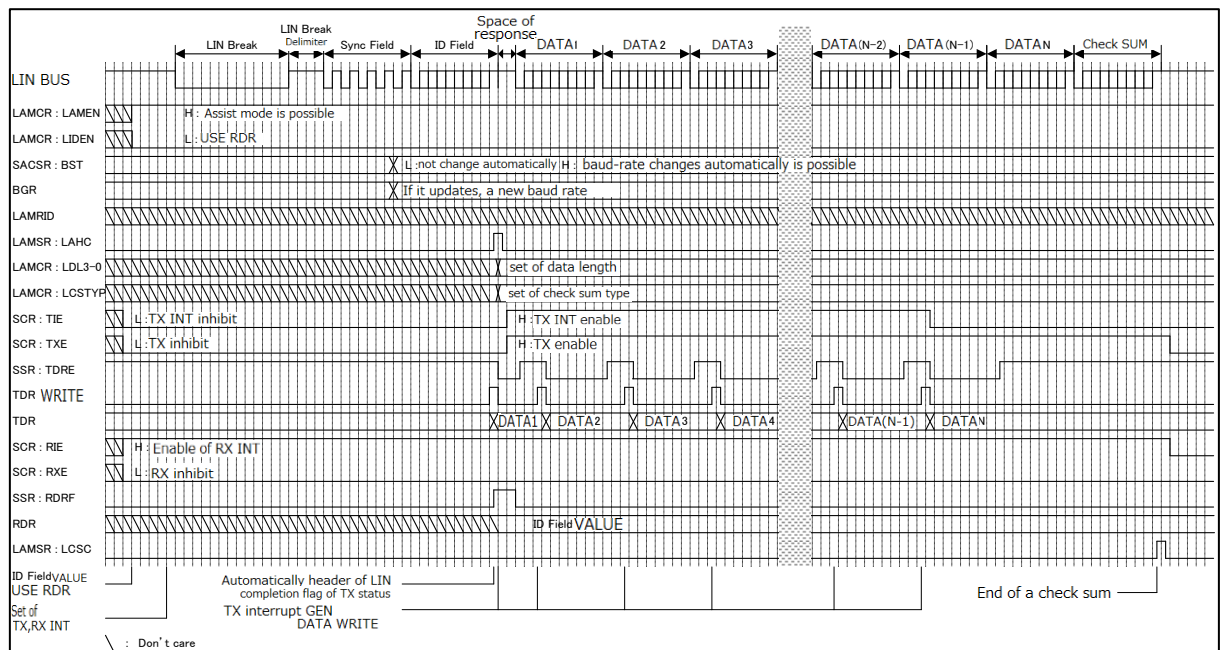 LIN Break
LIN Break
Delimiter
Sync Field
ID Field
Space of
response
DATA1
DATA2
DATA3
DATA(N-2)
DATA(N-1)
DATAN
Check SUM
LIN BUS
LAMCR : LAMEN
H : Assist mode is possible
LAMCR : LIDEN
L : USE RDR
SACSR : BST
L :not change automatically H : baud-rate changes automatically is possible
BGR
If it updates, a new baud rate
LAMRID
LAMSR : LAHC
LAMCR : LDL3-0
set of data length
LAMCR : LCSTYP
set of check sum type
SCR : TIE
L :TX INT inhibit
H :TX INT enable
SCR : TXE
L :TX inhibit
H :TX enable
SSR : TDRE
TDR WRITE
TDR
DATA1
DATA2
DATA3
DATA4
DATA(N-1)
DATAN
SCR : RIE
H : Enable of RX INT
SCR : RXE
L : RX inhibit
SSR : RDRF
RDR
ID Field VALUE
LAMSR : LCSC
ID Field VALUE
USE RDR
Automatically header of LIN
completion flag of TX status
End of a check sum
Set of
TX,RX INT
TX interrupt GEN
DATA WRITE
\ : Don't care